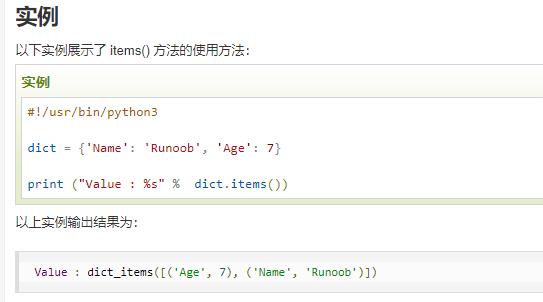 实例
以下实例展示了 items() 方法的使用方法：
实例
#!/usr/bin/python3
dict = {'Name': 'Runoob', 'Age': 7}
print ("Value : %s" %  dict.items())
以上实例输出结果为：
Value : dict_items([('Age', 7), ('Name', 'Runoob')])